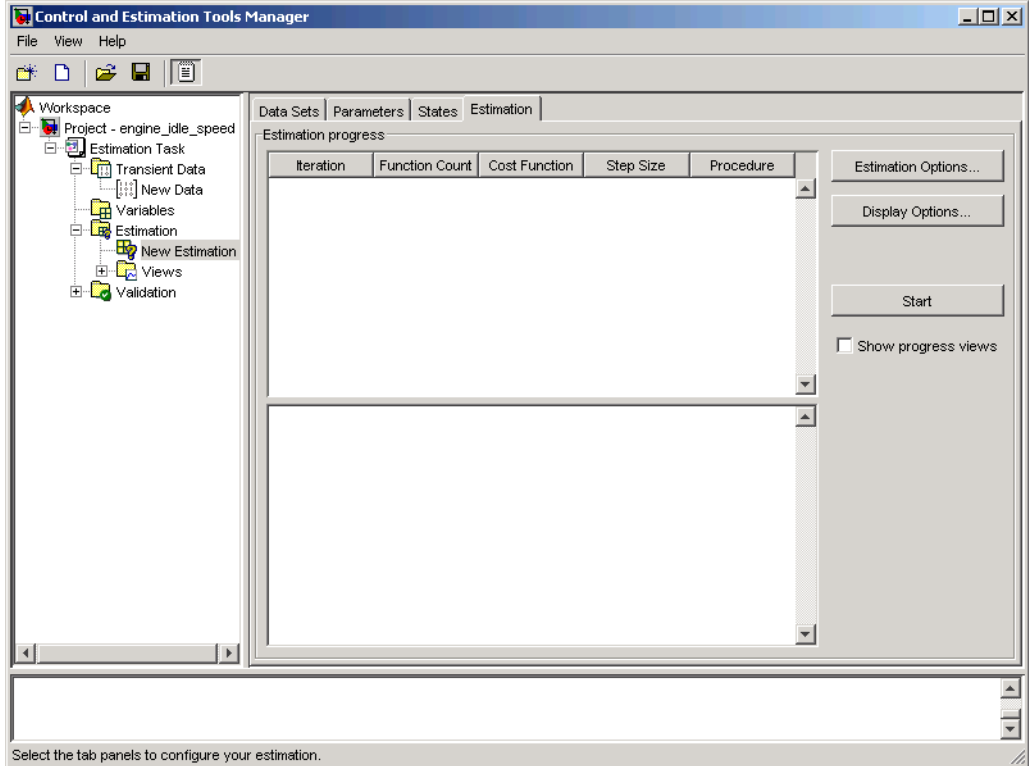 Control and Estimation Tools Manager
File View Help
Workspace
Project - engine_idle_speed
Estimation Task
Transient Data
New Data
Variables
Estimation
New Estimation
Views
Validation
Data Sets Parameters States Estimation
Estimation progress
Iteration Function Count Cost Function Step Size Procedure
Estimation Options...
Display Options...
Start
Show progress views
Select the tab panels to configure your estimation.